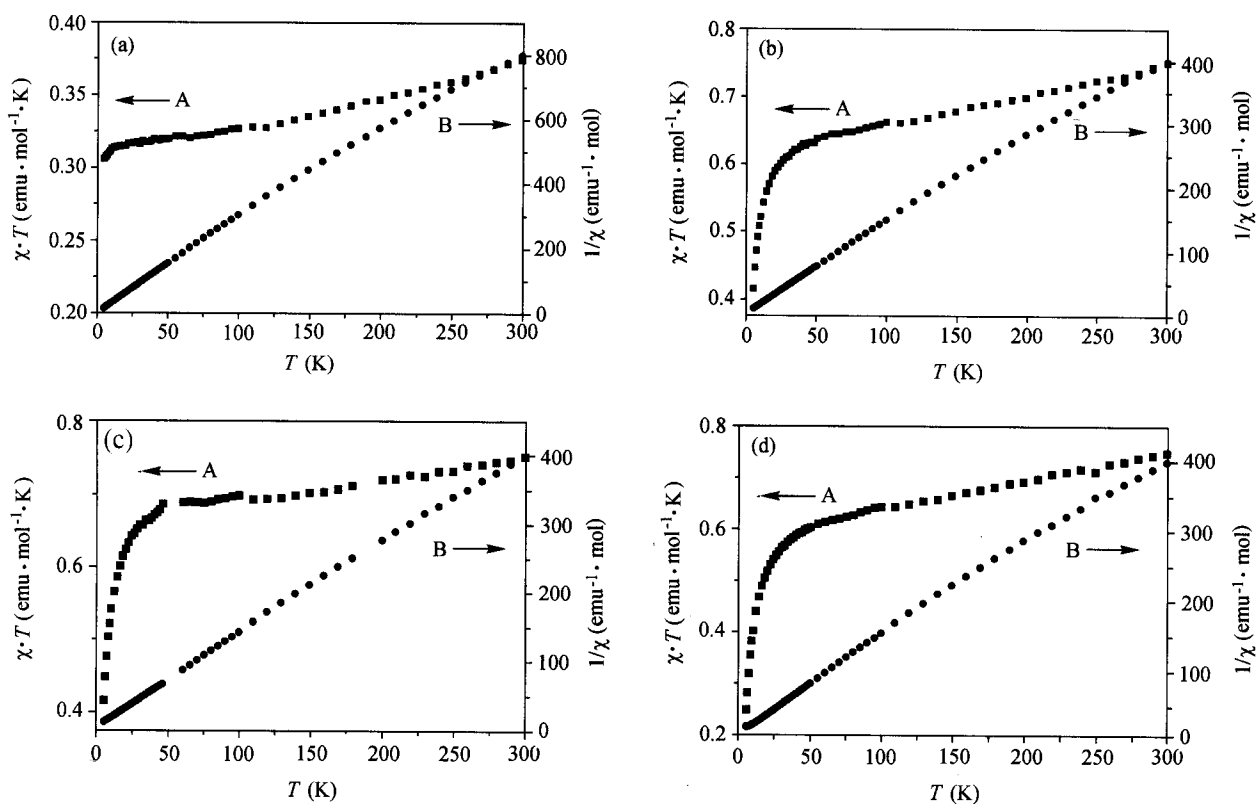 (a)
A
B
0.40
0.35
0.30
0.25
0.20
800
600
400
200
0
0
50
100
150
200
250
300
T (K)
χ·T (emu·mol⁻¹·K)
1/χ (emu⁻¹·mol)
(b)
A
B
0.8
0.7
0.6
0.5
0.4
400
300
200
100
0
0
50
100
150
200
250
300
T (K)
χ·T (emu·mol⁻¹·K)
1/χ (emu⁻¹·mol)
(c)
A
B
0.8
0.6
0.4
400
300
200
100
0
0
50
100
150
200
250
300
T (K)
χ·T (emu·mol⁻¹·K)
1/χ (emu⁻¹·mol)
(d)
A
B
0.8
0.6
0.4
0.2
400
300
200
100
0
0
50
100
150
200
250
300
T (K)
χ·T (emu·mol⁻¹·K)
1/χ (emu⁻¹·mol)